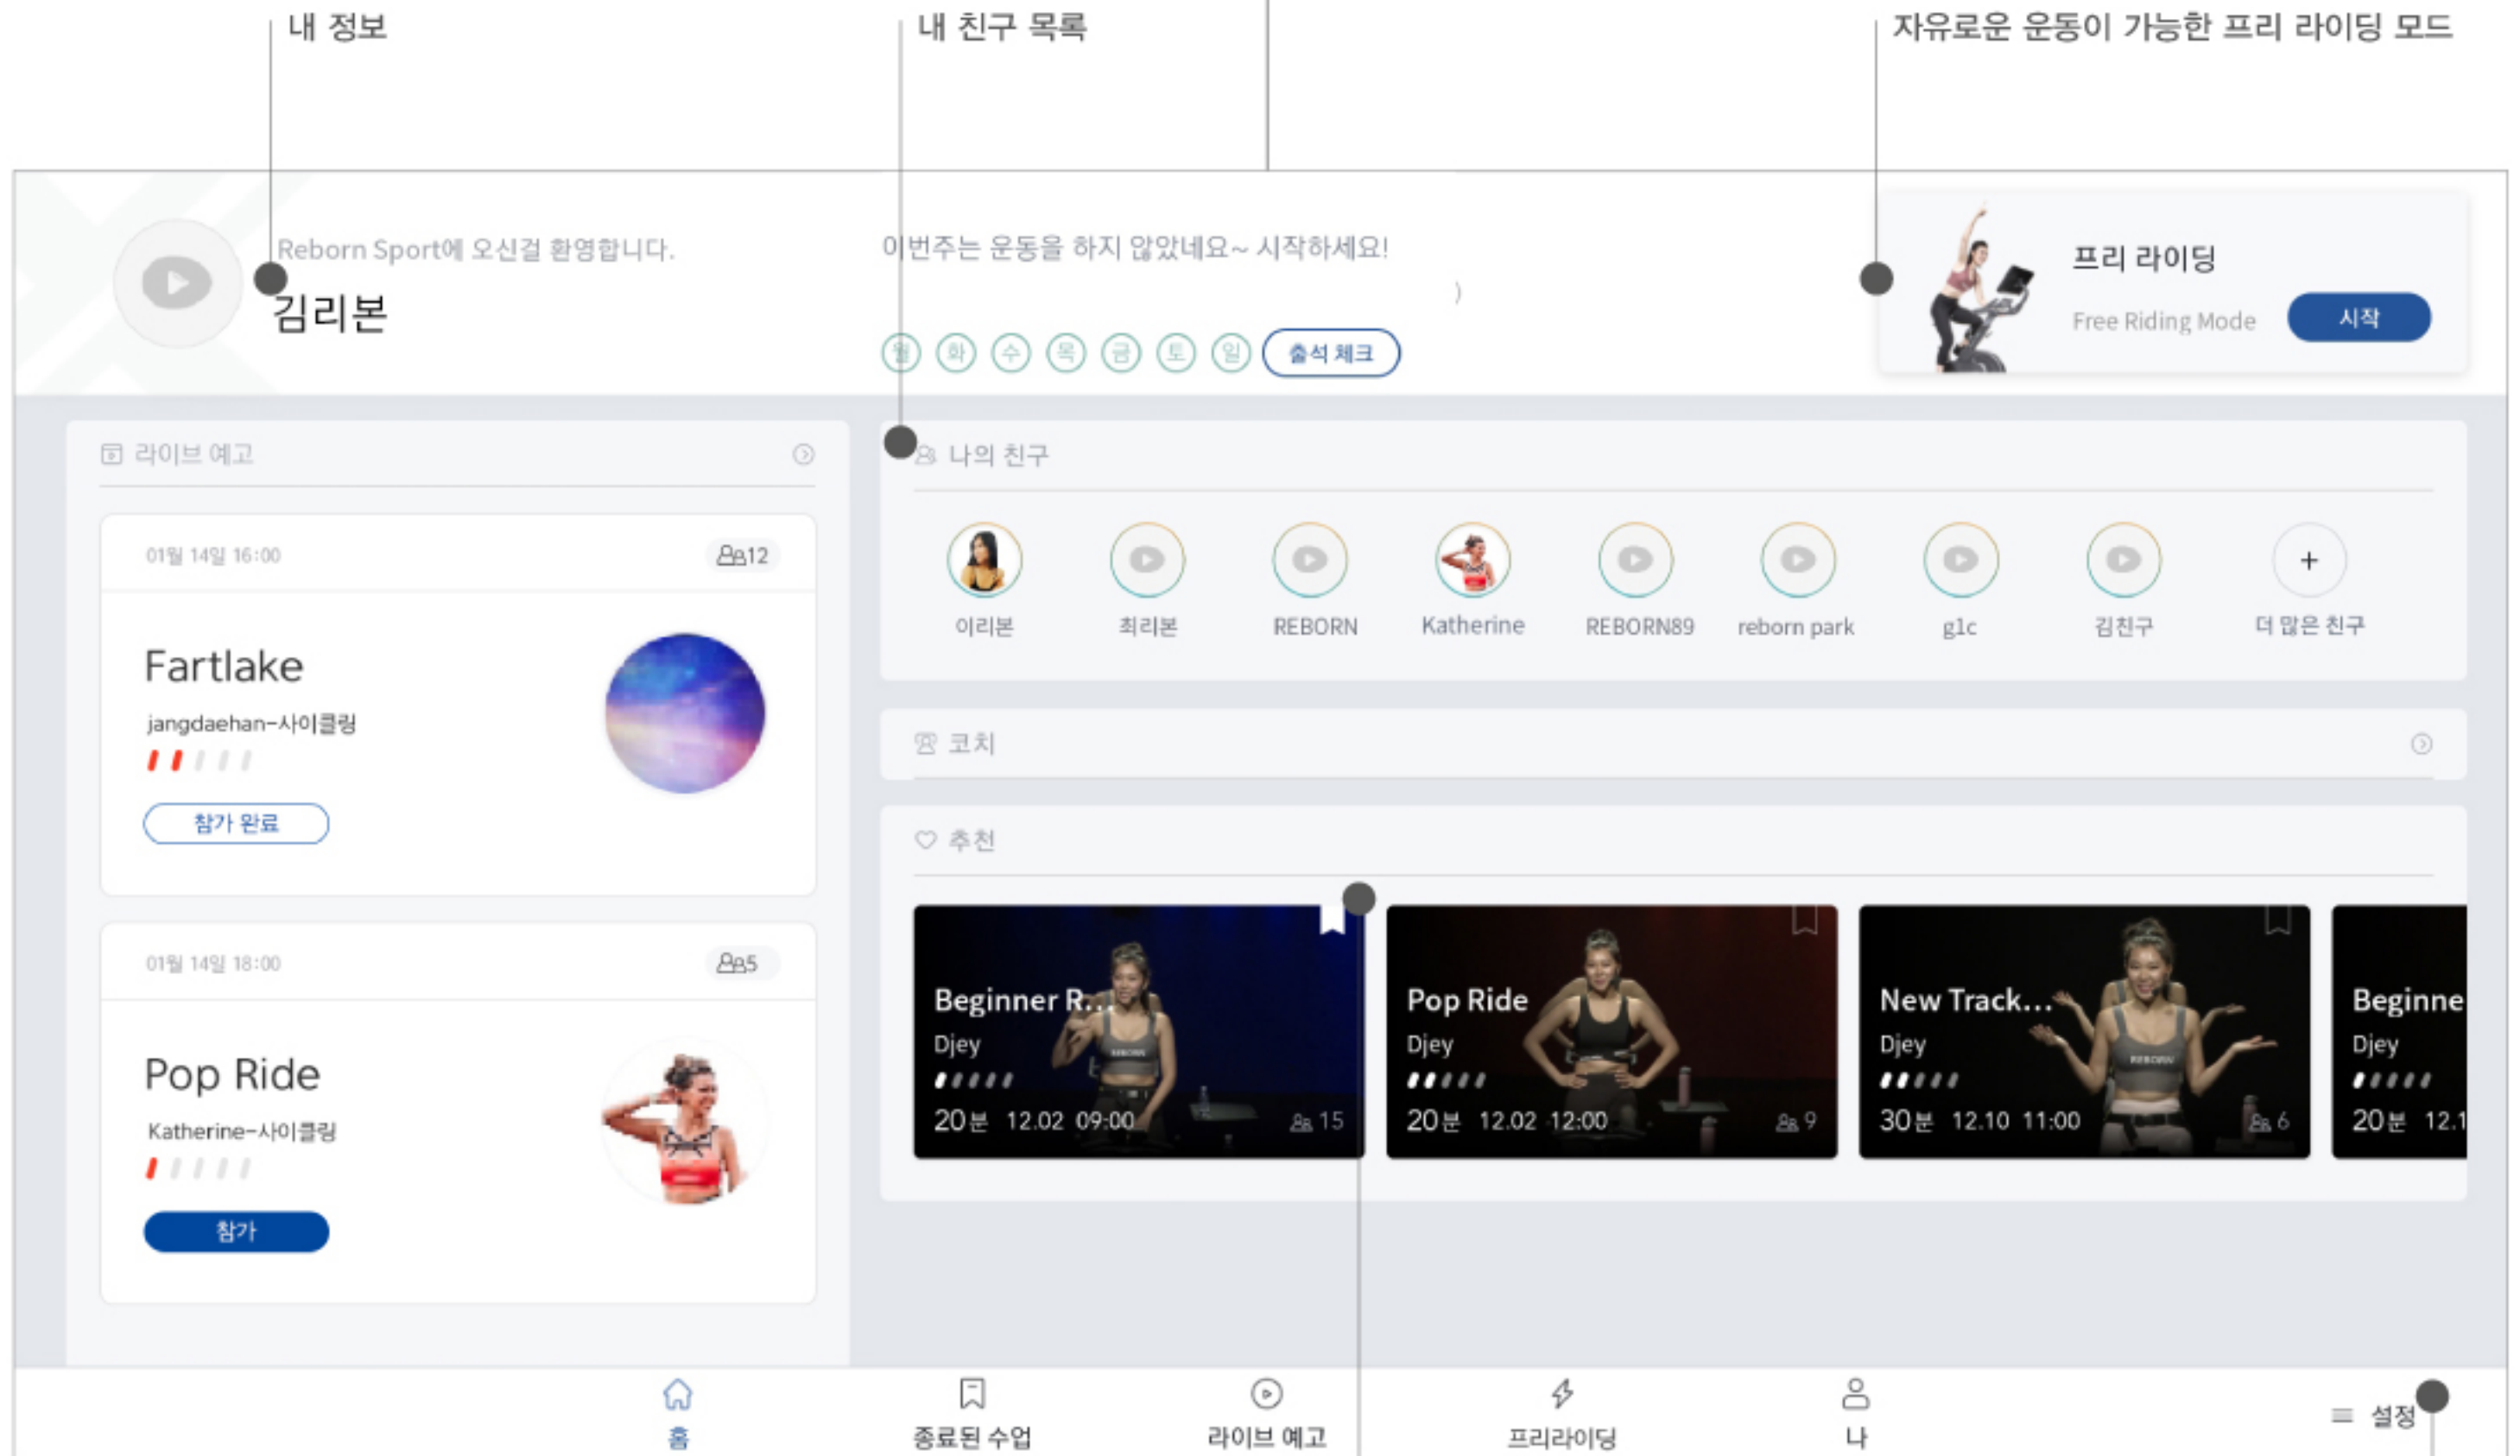 내 정보
내 친구 목록
자유로운 운동이 가능한 프리 라이딩 모드
Reborn Sport에 오신걸 환영합니다.
김리본
이번주는 운동을 하지 않았네요~ 시작하세요!
)
월 화 수 목 금 토 일 출석 체크
프리 라이딩
Free Riding Mode
시작
라이브 예고
01월 14일 16:00
12
Fartlake
jangdaehan-사이클링
참가 완료
01월 14일 18:00
5
Pop Ride
Katherine-사이클링
참가
나의 친구
이리본 최리본 REBORN Katherine REBORN89 reborn park g1c 김친구 더 많은 친구
코치
추천
Beginner R...
Djey
20분 12.02 09:00 15
Pop Ride
Djey
20분 12.02 12:00 9
New Track...
Djey
30분 12.10 11:00 6
Beginne
Djey
20분 12.1
REBORN
홈 종료된 수업 라이브 예고 프리라이딩 나 설정